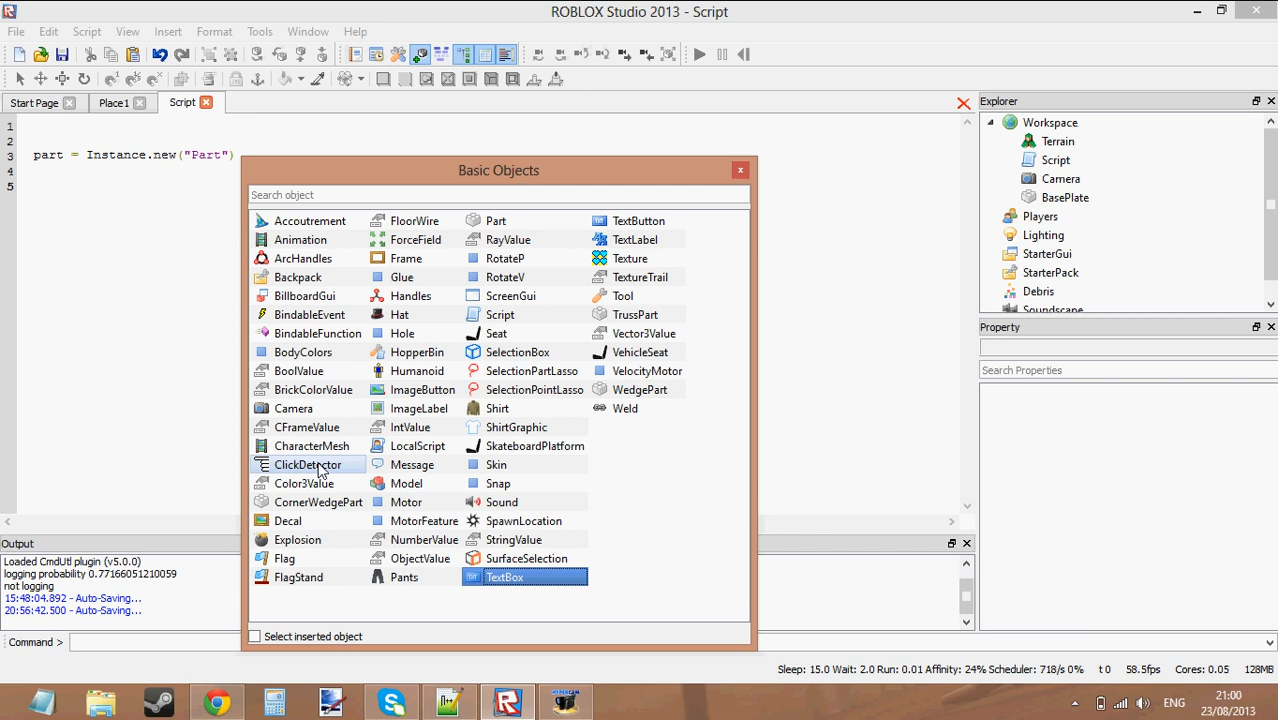 ROBLOX Studio 2013 - Script
File Edit Script View Insert Format Tools Window Help
Start Page Place1 Script
1
2
3 part = Instance.new("Part")
4
5
Basic Objects
Search object
Accoutrement FloorWire Part TextButton
Animation ForceField RayValue TextLabel
ArcHandles Frame RotateP Texture
Backpack Glue RotateV TextureTrail
BillboardGui Handles ScreenGui Tool
BindableEvent Hat Script TrussPart
BindableFunction Hole Seat Vector3Value
BodyColors HopperBin SelectionBox VehicleSeat
BoolValue Humanoid SelectionPartLasso VelocityMotor
BrickColorValue ImageButton SelectionPointLasso WedgePart
Camera ImageLabel Shirt Weld
CFrameValue IntValue ShirtGraphic
CharacterMesh LocalScript SkateboardPlatform
ClickDetector Message Skin
Color3Value Model Snap
CornerWedgePart Motor Sound
Decal MotorFeature SpawnLocation
Explosion NumberValue StringValue
Flag ObjectValue SurfaceSelection
FlagStand Pants TextBox
Select inserted object
Explorer
Workspace
Terrain
Script
Camera
BasePlate
Players
Lighting
StarterGui
StarterPack
Debris
Soundscape
Property
Search Properties
Output
Loaded CmdUtl plugin (v5.0.0)
logging probability 0.77166051210059
not logging
15:48:04.892 - Auto-Saving...
20:56:42.500 - Auto-Saving...
Command >
Sleep: 15.0 Wait: 2.0 Run: 0.01 Affinity: 24% Scheduler: 718/s 0% t 0 58.5fps Cores: 0.05 128MB
ENG
21:00
23/08/2013